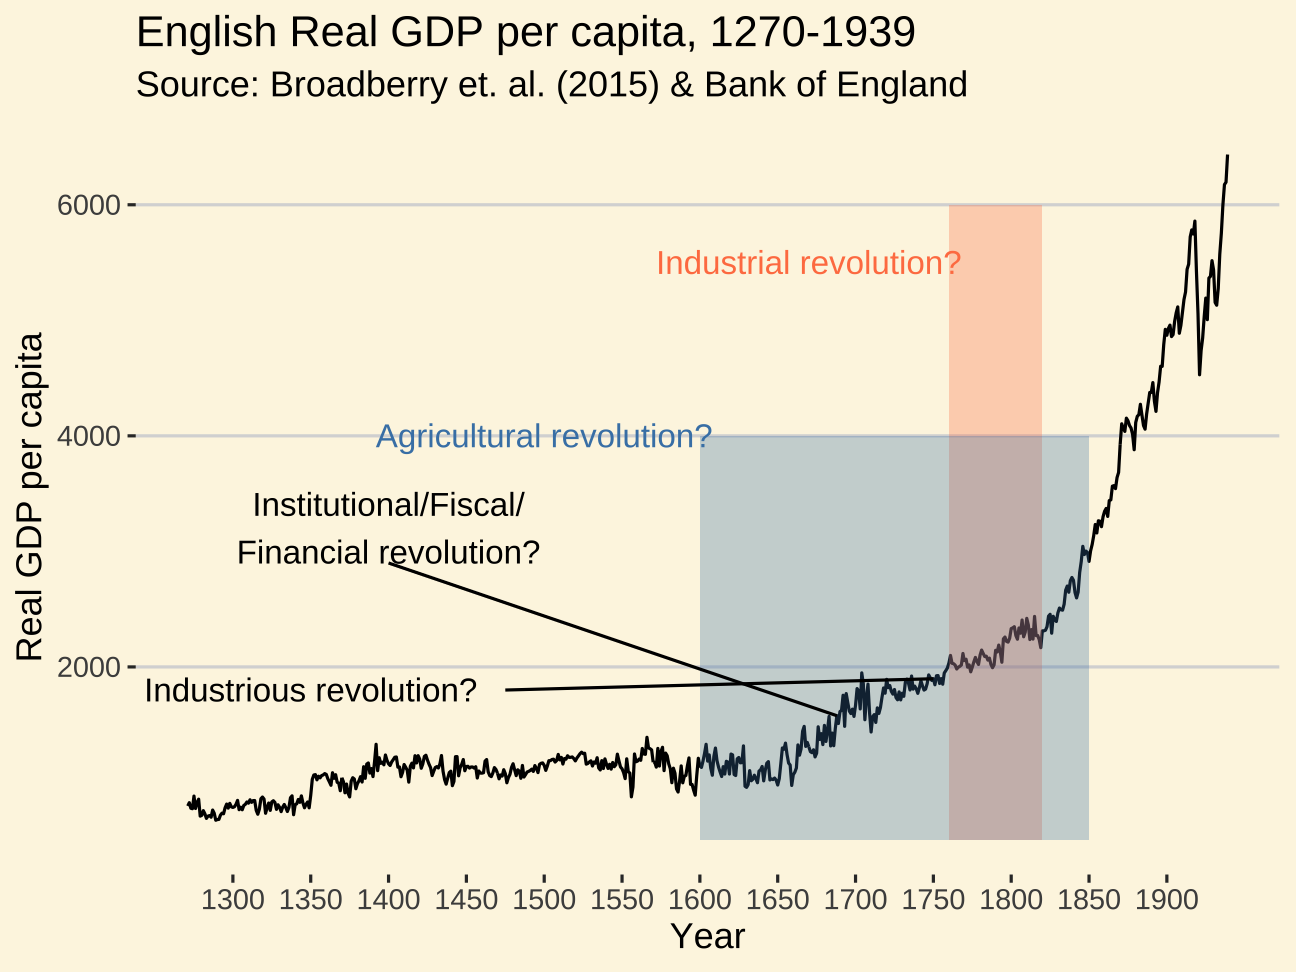 English Real GDP per capita, 1270-1939
Source: Broadberry et. al. (2015) & Bank of England
6000
Industrial revolution?
Real GDP per capita
4000
Agricultural revolution?
Institutional/Fiscal/
Financial revolution?
2000
Industrious revolution?
1300 1350 1400 1450 1500 1550 1600 1650 1700 1750 1800 1850 1900
Year